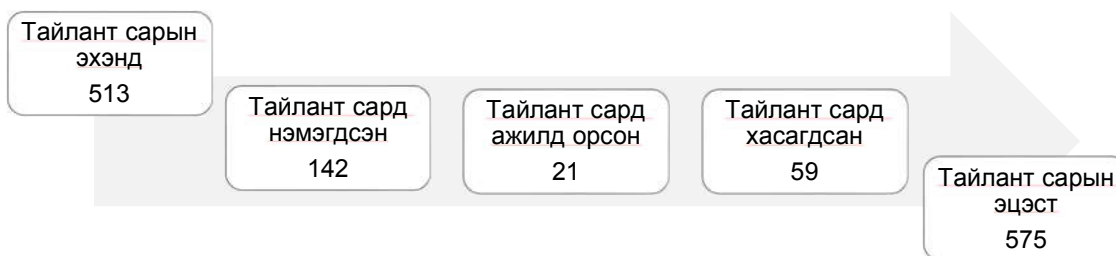 Тайлант сарын
эхэнд
513
Тайлант сард
нэмэгдсэн
142
Тайлант сард
ажилд орсон
21
Тайлант сард
хасагдсан
59
Тайлант сарын
эцэст
575